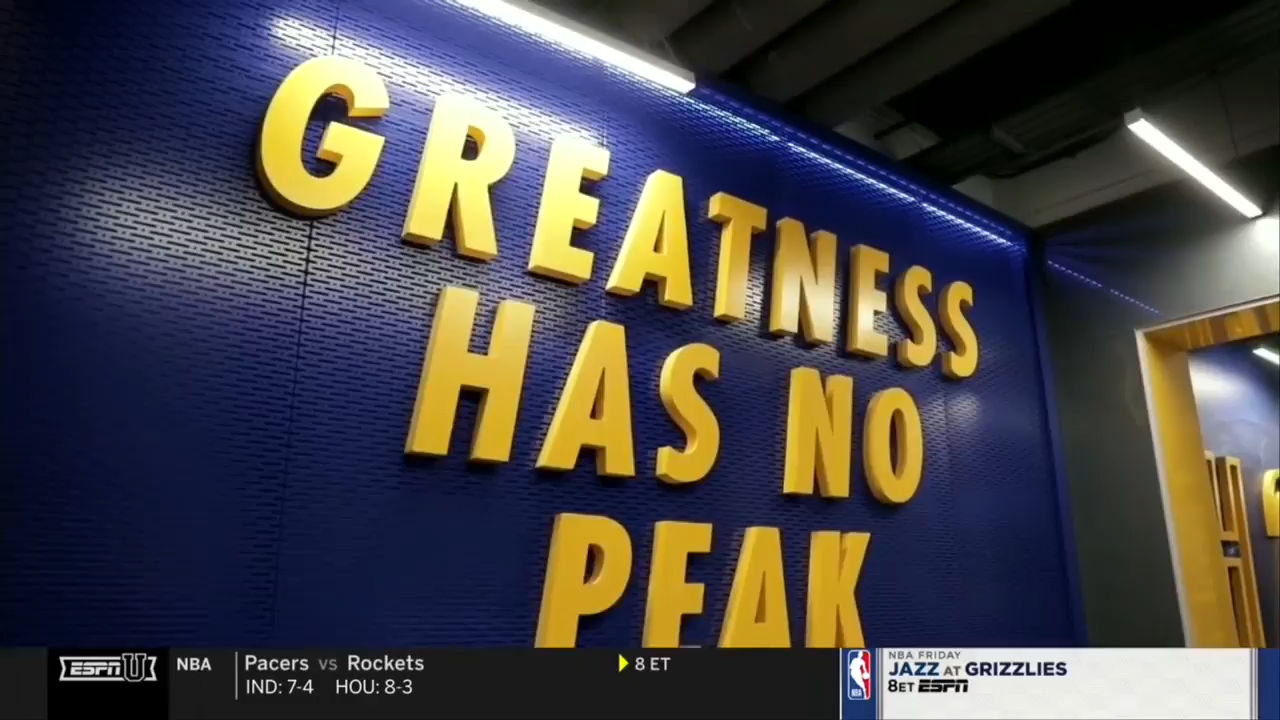 GREATNESS
HAS NO
PEAK
ESPNU
NBA
Pacers vs Rockets
8 ET
IND: 7-4 HOU: 8-3
NBA
NBA FRIDAY
JAZZ AT GRIZZLIES
8ET ESPN